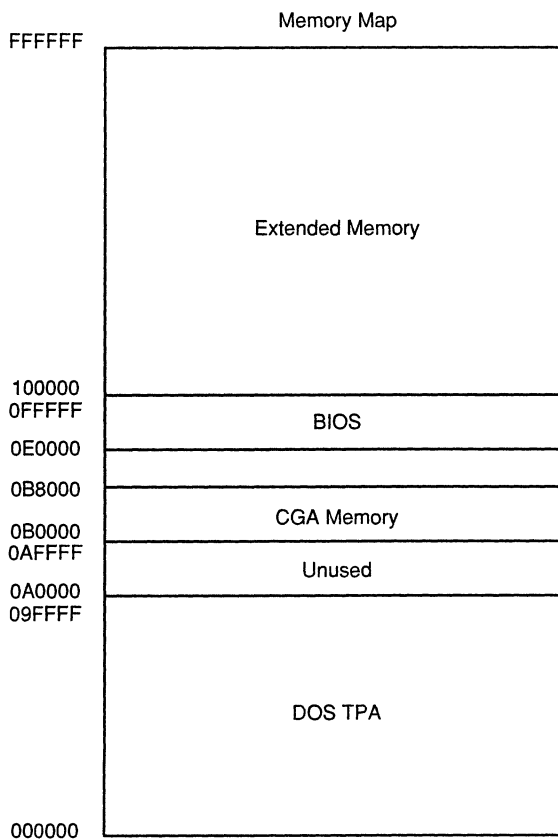 Memory Map
FFFFFF
Extended Memory
100000
0FFFFF
BIOS
0E0000
0B8000
CGA Memory
0B0000
0AFFFF
Unused
0A0000
09FFFF
DOS TPA
000000